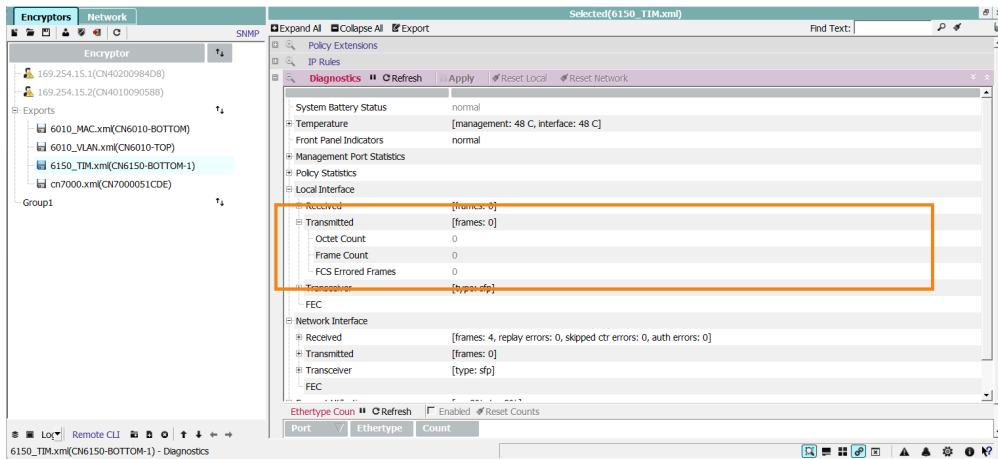 Encryptors Network
Selected(6150_TIM.xml)
SNMP
Expand All Collapse All Export
Find Text:
Encryptor
169.254.15.1(CN40200984D8)
169.254.15.2(CN4010090588)
Exports
6010_MAC.xml(CN6010-BOTTOM)
6010_VLAN.xml(CN6010-TOP)
6150_TIM.xml(CN6150-BOTTOM-1)
cn7000.xml(CN7000051CDE)
Group1
Policy Extensions
IP Rules
Diagnostics Refresh Apply Reset Local Reset Network
System Battery Status normal
Temperature [management: 48 C, interface: 48 C]
Front Panel Indicators normal
Management Port Statistics
Policy Statistics
Local Interface
Received [frames: 0]
Transmitted [frames: 0]
Octet Count 0
Frame Count 0
FCS Errored Frames 0
Transceiver [type: sfp]
FEC
Network Interface
Received [frames: 4, replay errors: 0, skipped ctr errors: 0, auth errors: 0]
Transmitted [frames: 0]
Transceiver [type: sfp]
FEC
Ethertype Coun Refresh Enabled Reset Counts
Port Ethertype Count
Remote CLI
6150_TIM.xml(CN6150-BOTTOM-1) - Diagnostics